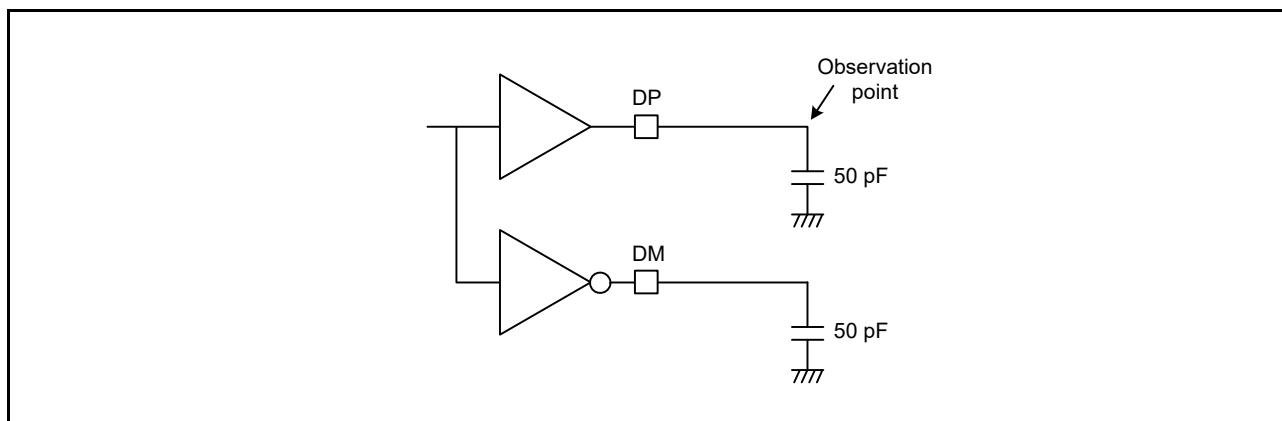 Observation
point
DP
50 pF
DM
50 pF